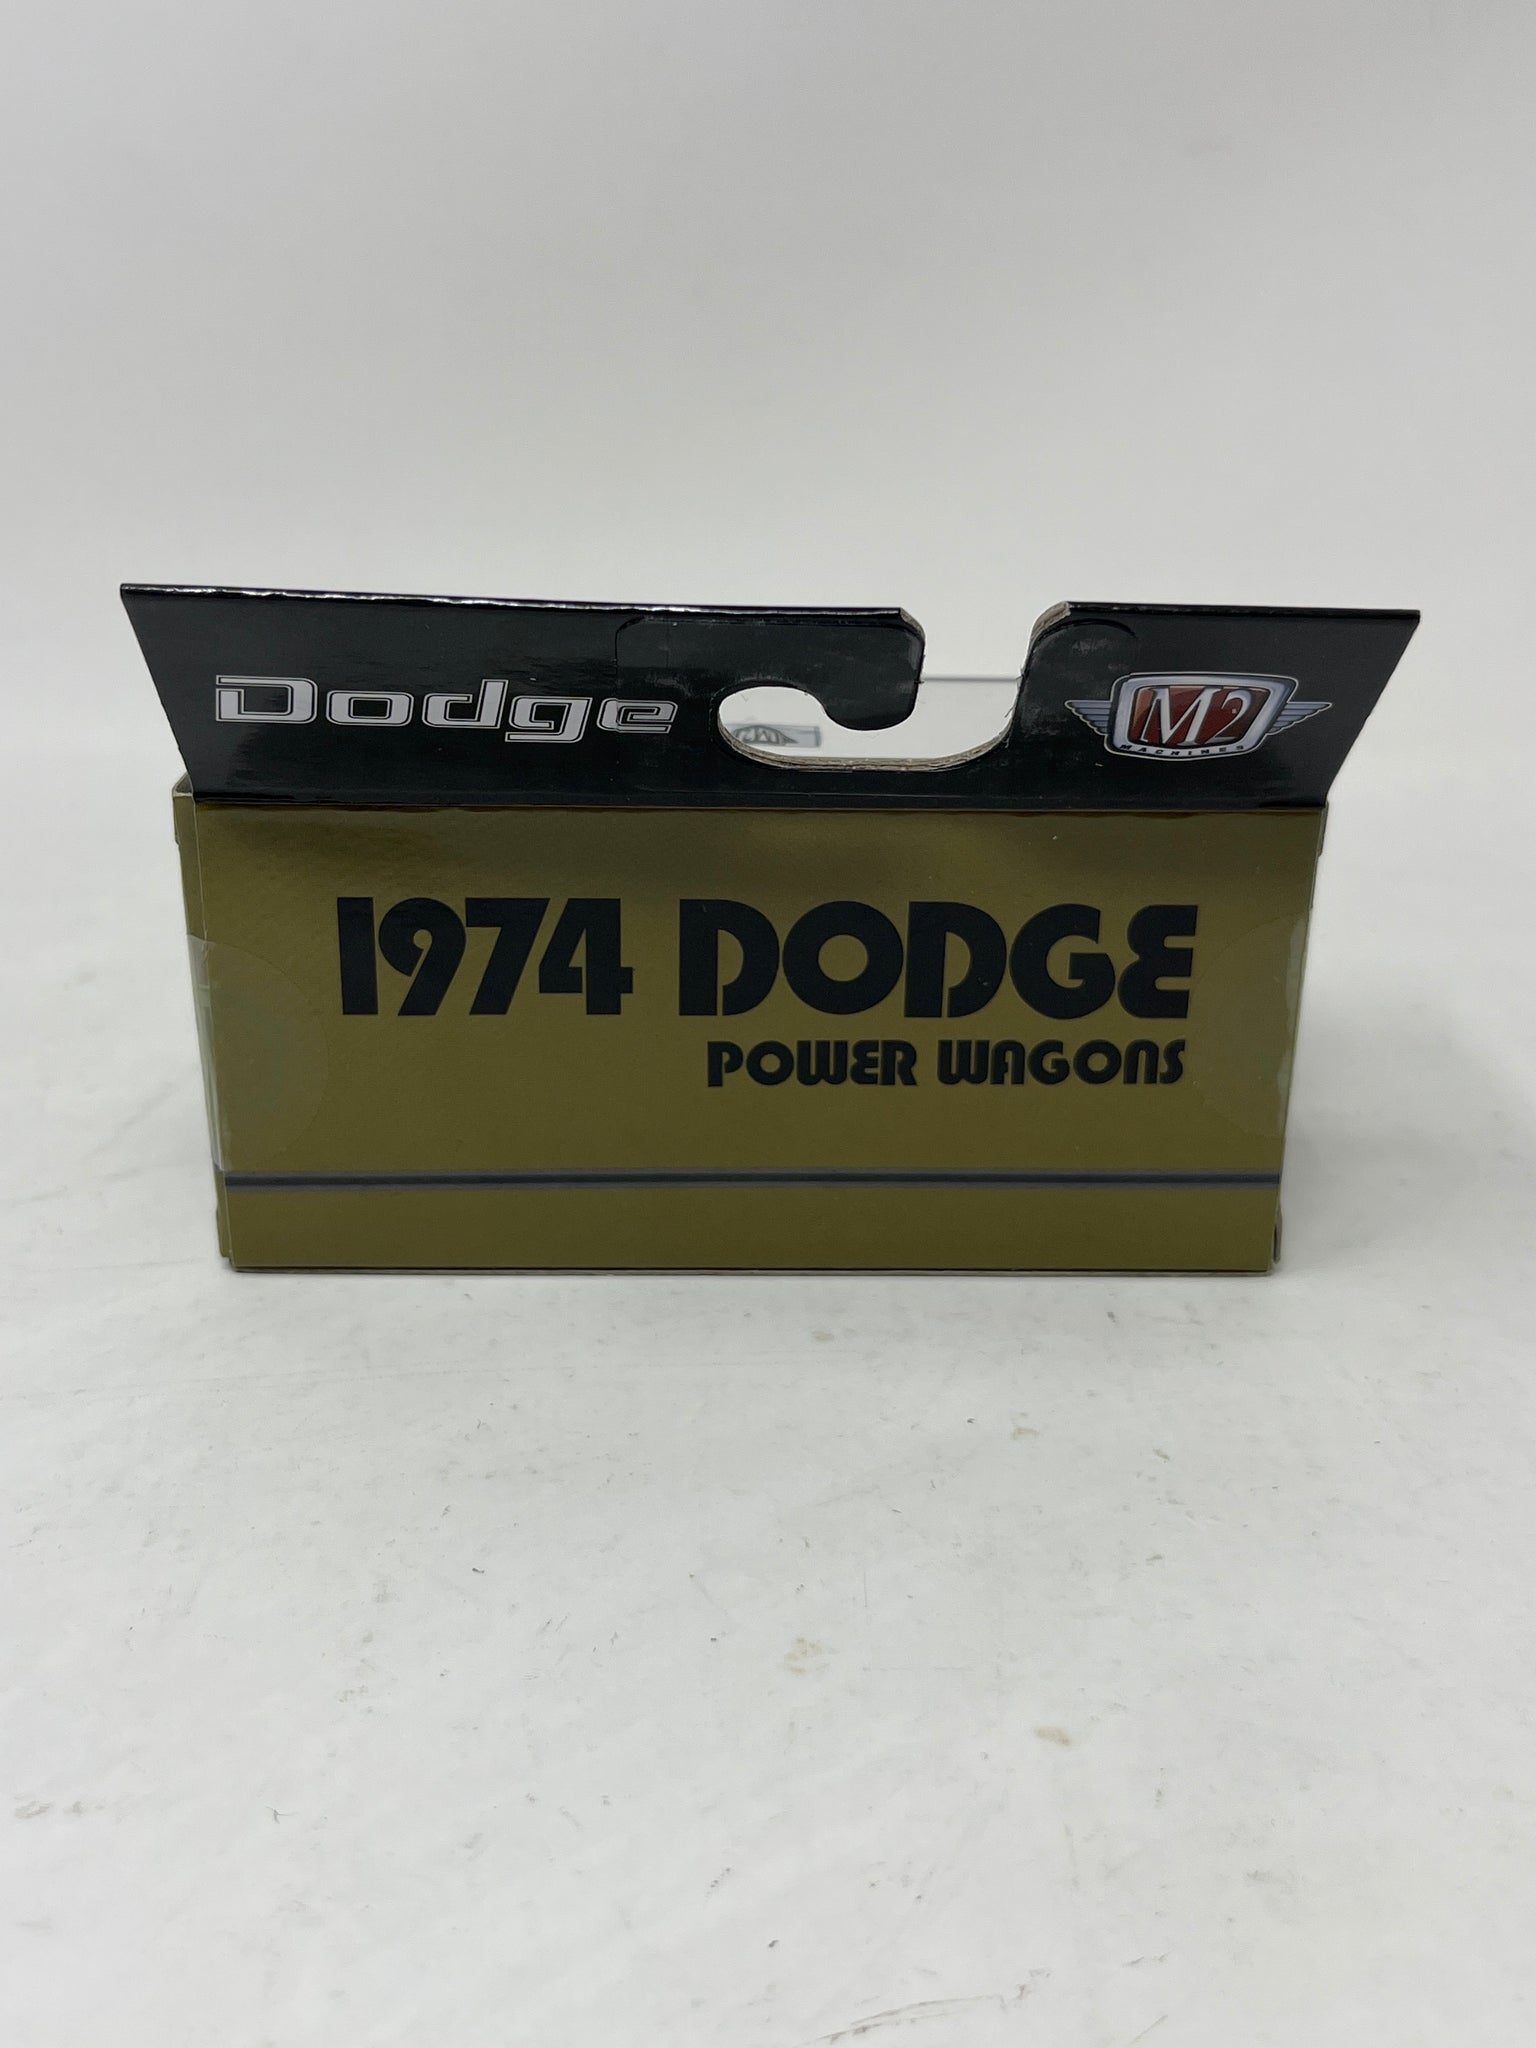 Dodge
M2
MACHINES
1974 DODGE
POWER WAGONS